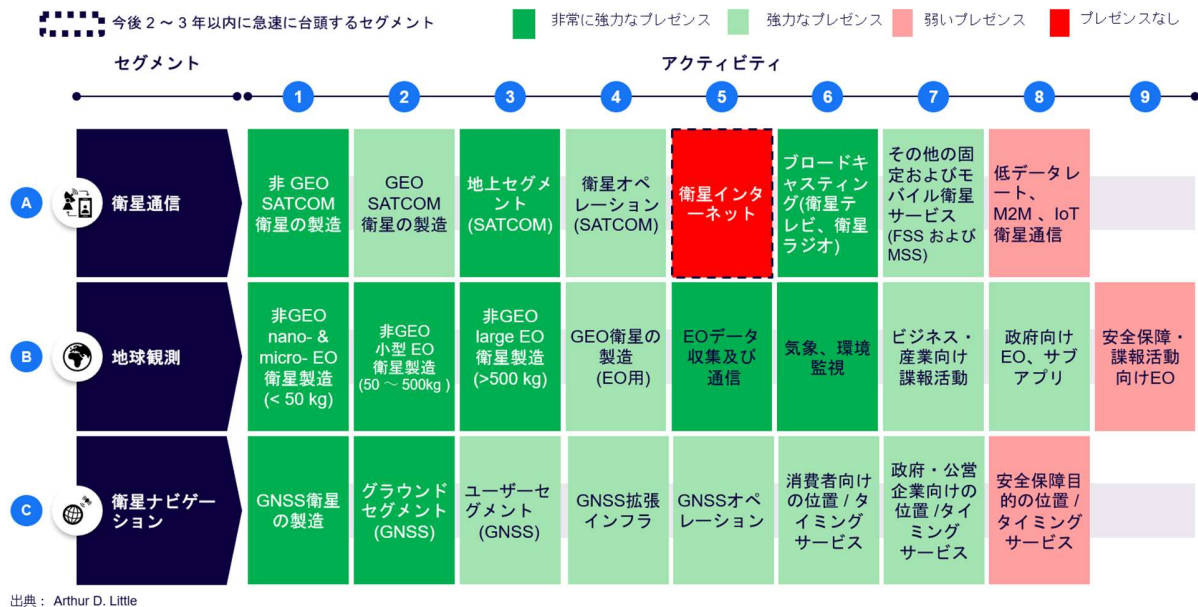 今後 2 ~ 3 年以内に急速に台頭するセグメント
非常に強力なプレゼンス
強力なプレゼンス
弱いプレゼンス
プレゼンスなし
セグメント
アクティビティ
1
2
3
4
5
6
7
8
9
A
衛星通信
非 GEO
SATCOM
衛星の製造
GEO
SATCOM
衛星の製造
地上セグメ
ント
(SATCOM)
衛星オペ
レーション
(SATCOM)
衛星インタ
ーネット
ブロードキ
ャスティン
グ(衛星テ
レビ、衛星
ラジオ)
その他の固
定およびモ
バイル衛星
サービス
(FSS および
MSS)
低データレ
ート、
M2M 、IoT
衛星通信
B
地球観測
非GEO
nano- &
micro- EO
衛星製造
(< 50 kg)
非GEO
小型 EO
衛星製造
(50 ~ 500kg )
非GEO
large EO
衛星製造
(>500 kg)
GEO衛星の
製造
(EO用)
EOデータ
収集及び
通信
気象、環境
監視
ビジネス・
産業向け
諜報活動
政府向け
EO、サブ
アプリ
安全保障・
諜報活動
向けEO
C
衛星ナビゲー
ション
GNSS衛星
の製造
グラウンド
セグメント
(GNSS)
ユーザーセ
グメント
(GNSS)
GNSS拡張
インフラ
GNSSオペ
レーション
消費者向け
の位置 / タ
イミング
サービス
政府・公営
企業向けの
位置 /タイ
ミング
サービス
安全保障目
的の位置 /
タイミング
サービス
出典 : Arthur D. Little